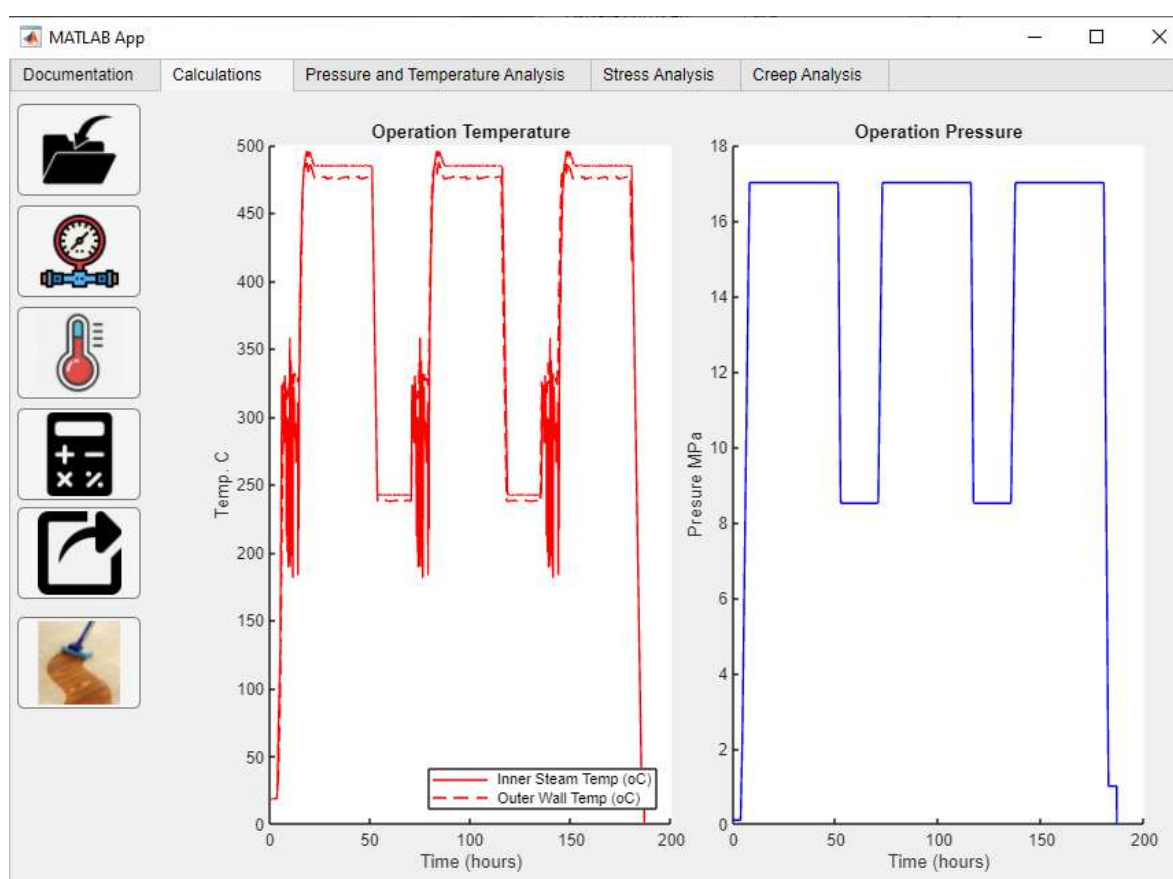 MATLAB App
Documentation Calculations Pressure and Temperature Analysis Stress Analysis Creep Analysis
Operation Temperature
500
450
400
350
300
250
200
150
100
50
0
Temp. C
0 50 100 150 200
Time (hours)
Inner Steam Temp (oC)
Outer Wall Temp (oC)
Operation Pressure
18
16
14
12
10
8
6
4
2
0
Presure MPa
0 50 100 150 200
Time (hours)